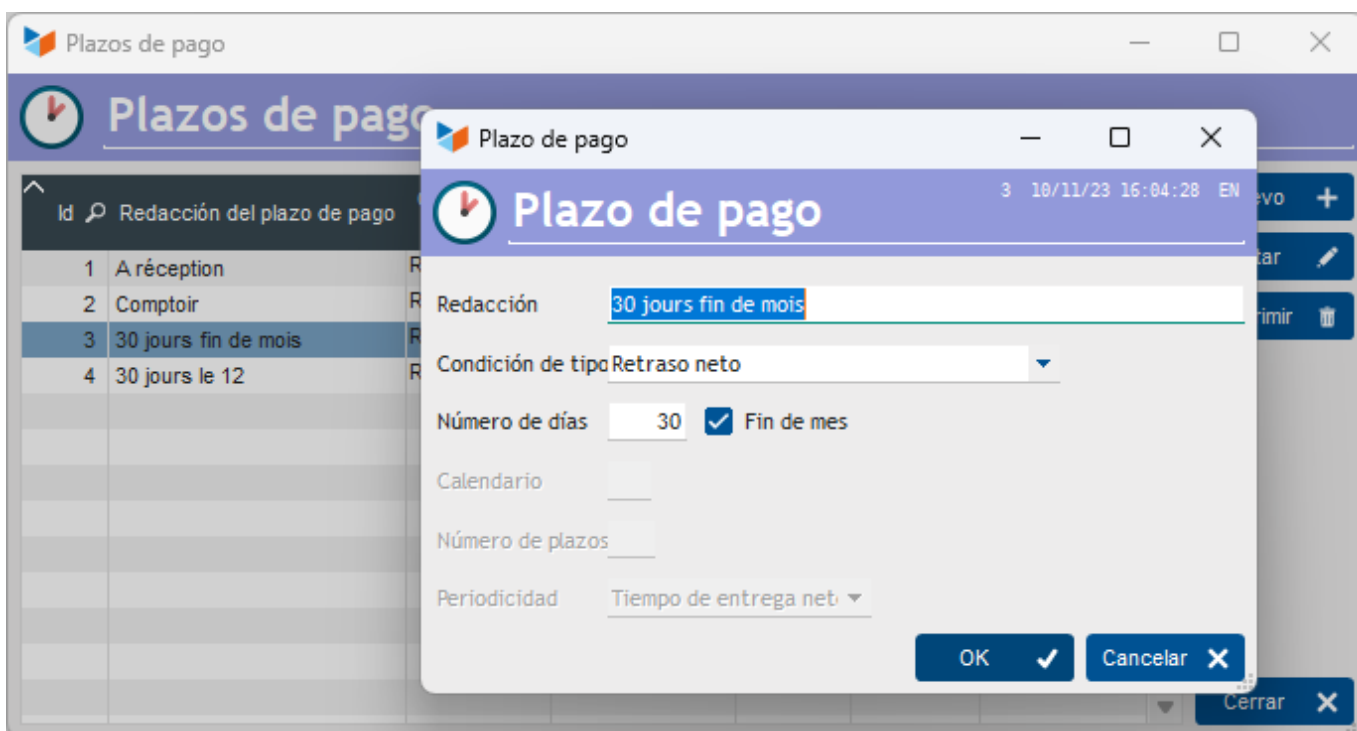 Plazos de pago
Plazos de pago
Plazo de pago
Plazo de pago
3 10/11/23 16:04:28 EN
Id Redacción del plazo de pago
1 A réception
2 Comptoir
3 30 jours fin de mois
4 30 jours le 12
Redacción 30 jours fin de mois
Condición de tipo Retraso neto
Número de días 30 Fin de mes
Calendario
Número de plazos
Periodicidad Tiempo de entrega net
OK Cancelar
Cerrar